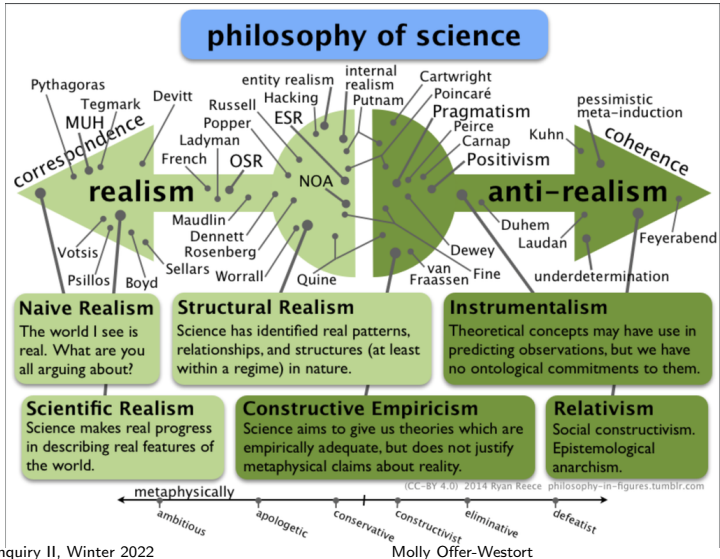 philosophy of science
Pythagoras
Tegmark
MUH
Devitt
correspondence
entity realism
Hacking
ESR
Russell
Popper
Ladyman
French
OSR
internal
realism
Putnam
Cartwright
Poincaré
Pragmatism
Peirce
Carnap
Positivism
pessimistic
meta-induction
Kuhn
coherence
realism
NOA
anti-realism
Votsis
Psillos
Boyd
Sellars
Maudlin
Dennett
Rosenberg
Worrall
Quine
van
Fraassen
Fine
Dewey
Duhem
Laudan
underdetermination
Feyerabend
Naive Realism
The world I see is
real. What are you
all arguing about?
Structural Realism
Science has identified real patterns,
relationships, and structures (at least
within a regime) in nature.
Instrumentalism
Theoretical concepts may have use in
predicting observations, but we have
no ontological commitments to them.
Scientific Realism
Science makes real progress
in describing real features of
the world.
Constructive Empiricism
Science aims to give us theories which are
empirically adequate, but does not justify
metaphysical claims about reality.
Relativism
Social constructivism.
Epistemological
anarchism.
(CC-BY 4.0) 2014 Ryan Reece philosophy-in-figures.tumblr.com
metaphysically
ambitious
apologetic
conservative
constructivist
eliminative
defeatist
nquiry II, Winter 2022
Molly Offer-Westort